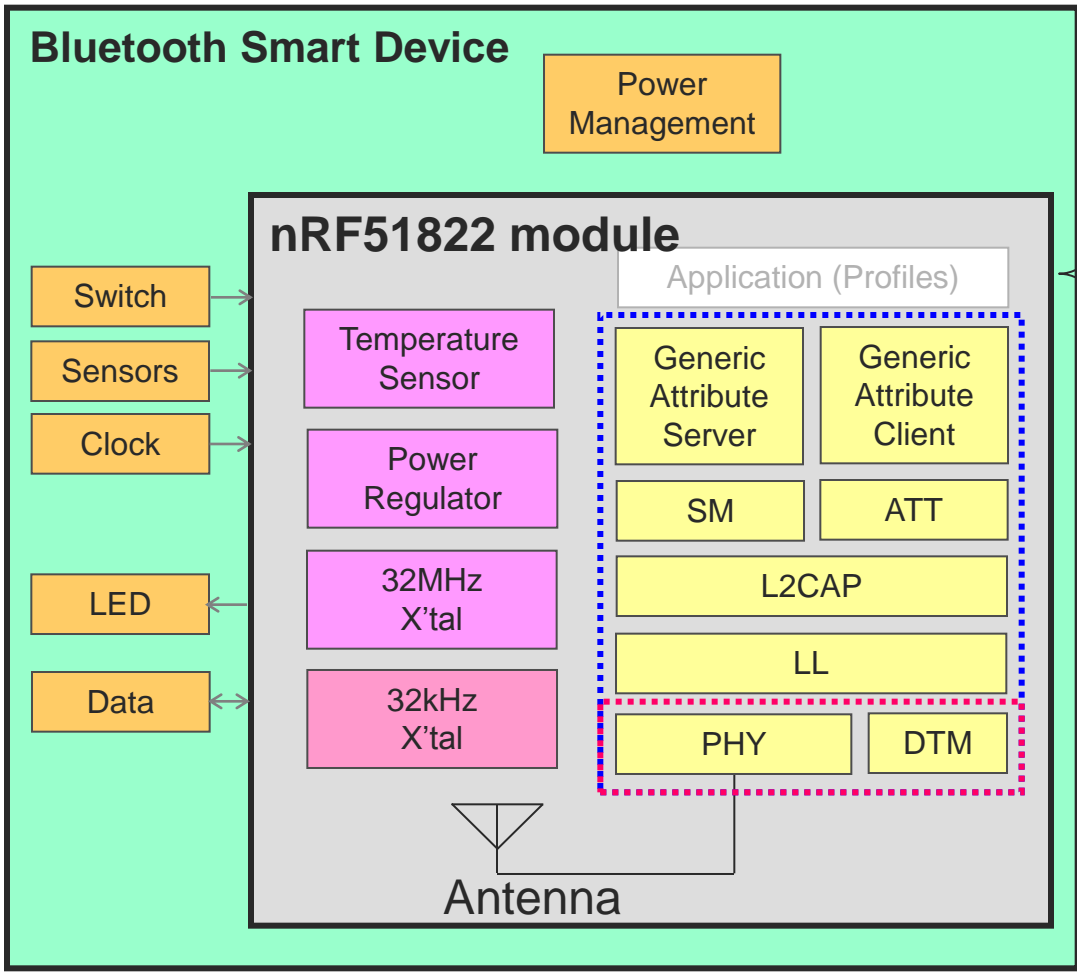 Bluetooth Smart Device
Power
Management
nRF51822 module
Application (Profiles)
Switch
Sensors
Clock
LED
Data
Temperature
Sensor
Power
Regulator
32MHz
X’tal
32kHz
X’tal
Generic
Attribute
Server
Generic
Attribute
Client
SM
ATT
L2CAP
LL
PHY
DTM
Antenna